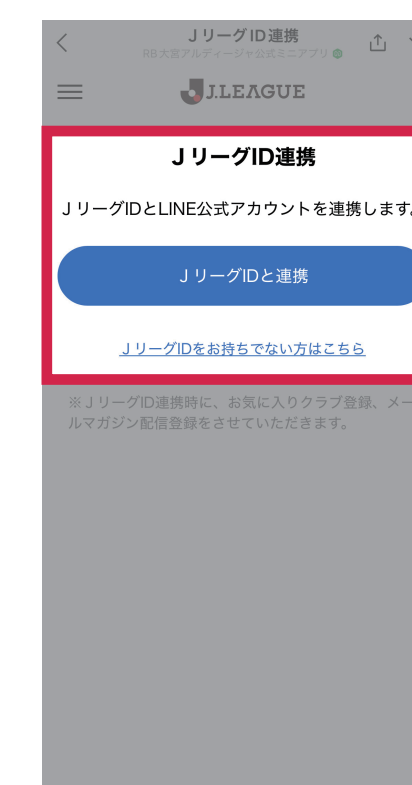 JリーグID連携
RB大宮アルディージャ公式ミニアプリ
J.LEAGUE
JリーグID連携
JリーグIDとLINE公式アカウントを連携します。
JリーグIDと連携
JリーグIDをお持ちでない方はこちら
※JリーグID連携時に、お気に入りクラブ登録、メー
ルマガジン配信登録をさせていただきます。